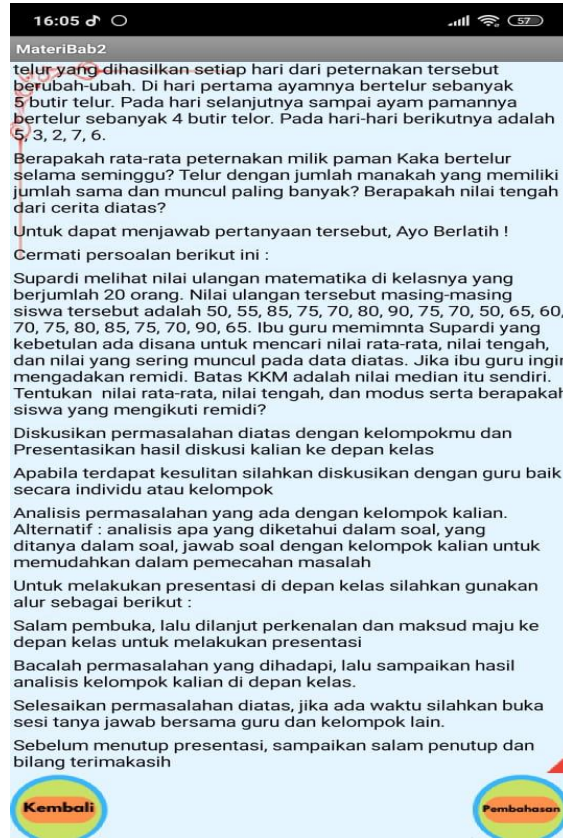 16:05
57
MateriBab2
telur yang dihasilkan setiap hari dari peternakan tersebut
berubah-ubah. Di hari pertama ayamnya bertelur sebanyak
5 butir telur. Pada hari selanjutnya sampai ayam pamannya
bertelur sebanyak 4 butir telor. Pada hari-hari berikutnya adalah
5, 3, 2, 7, 6.
Berapakah rata-rata peternakan milik paman Kaka bertelur
selama seminggu? Telur dengan jumlah manakah yang memiliki
jumlah sama dan muncul paling banyak? Berapakah nilai tengah
dari cerita diatas?
Untuk dapat menjawab pertanyaan tersebut, Ayo Berlatih !
Cermati persoalan berikut ini :
Supardi melihat nilai ulangan matematika di kelasnya yang
berjumlah 20 orang. Nilai ulangan tersebut masing-masing
siswa tersebut adalah 50, 55, 85, 75, 70, 80, 90, 75, 70, 50, 65, 60,
70, 75, 80, 85, 75, 70, 90, 65. Ibu guru memimnta Supardi yang
kebetulan ada disana untuk mencari nilai rata-rata, nilai tengah,
dan nilai yang sering muncul pada data diatas. Jika ibu guru ingin
mengadakan remidi. Batas KKM adalah nilai median itu sendiri.
Tentukan nilai rata-rata, nilai tengah, dan modus serta berapakah
siswa yang mengikuti remidi?
Diskusikan permasalahan diatas dengan kelompokmu dan
Presentasikan hasil diskusi kalian ke depan kelas
Apabila terdapat kesulitan silahkan diskusikan dengan guru baik
secara individu atau kelompok
Analisis permasalahan yang ada dengan kelompok kalian.
Alternatif : analisis apa yang diketahui dalam soal, yang
ditanya dalam soal, jawab soal dengan kelompok kalian untuk
memudahkan dalam pemecahan masalah
Untuk melakukan presentasi di depan kelas silahkan gunakan
alur sebagai berikut :
Salam pembuka, lalu dilanjut perkenalan dan maksud maju ke
depan kelas untuk melakukan presentasi
Bacalah permasalahan yang dihadapi, lalu sampaikan hasil
analisis kelompok kalian di depan kelas.
Selesaikan permasalahan diatas, jika ada waktu silahkan buka
sesi tanya jawab bersama guru dan kelompok lain.
Sebelum menutup presentasi, sampaikan salam penutup dan
bilang terimakasih
Kembali
Pembahasan